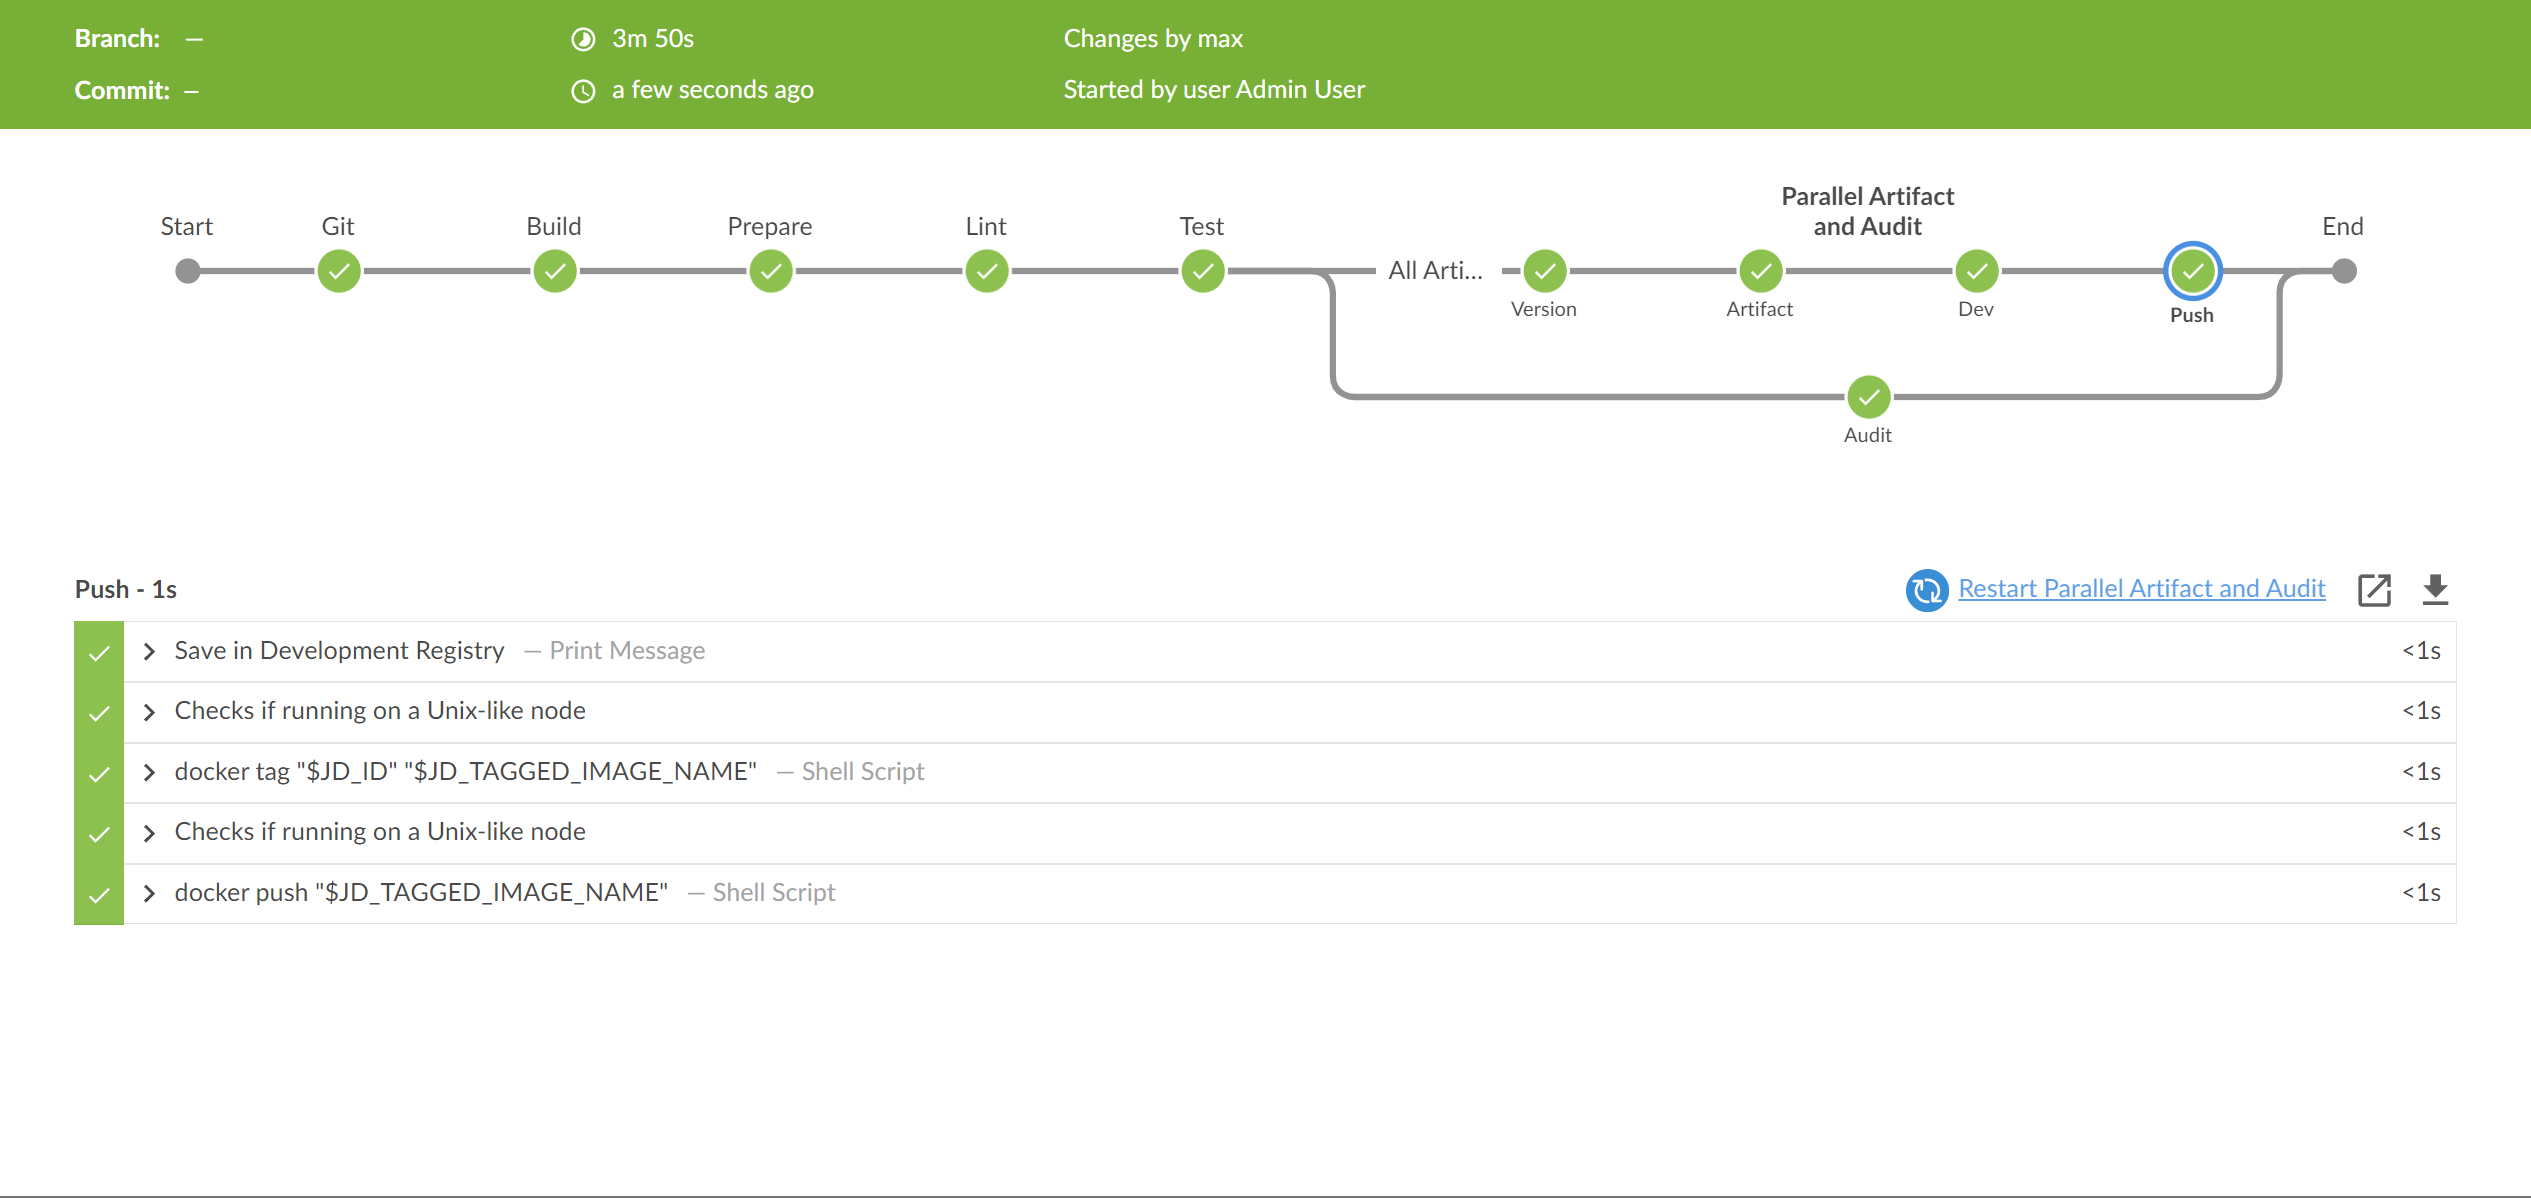 Branch: —
3m 50s
Changes by max
Commit: —
a few seconds ago
Started by user Admin User
Parallel Artifact
and Audit
Start
Git
Build
Prepare
Lint
Test
End
All Arti...
Version
Artifact
Dev
Push
Audit
Push - 1s
Restart Parallel Artifact and Audit
Save in Development Registry — Print Message <1s
Checks if running on a Unix-like node <1s
docker tag "$JD_ID" "$JD_TAGGED_IMAGE_NAME" — Shell Script <1s
Checks if running on a Unix-like node <1s
docker push "$JD_TAGGED_IMAGE_NAME" — Shell Script <1s